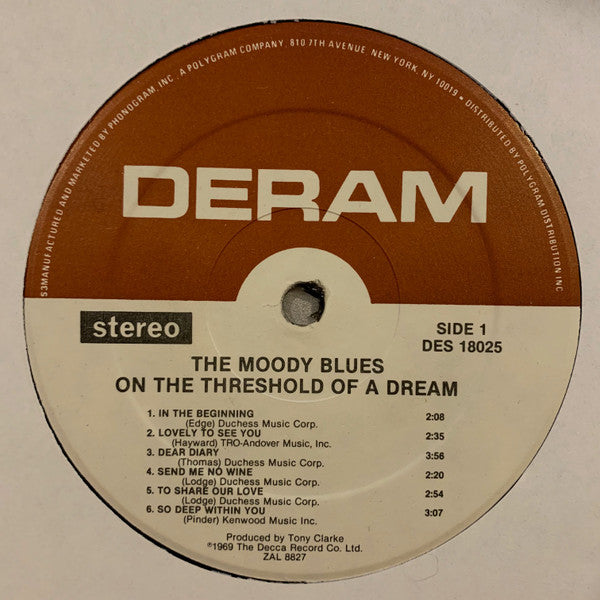 53MANUFACTURED AND MARKETED BY PHONOGRAM, INC., A POLYGRAM COMPANY, 810 7TH AVENUE, NEW YORK, NY 10019 • DISTRIBUTED BY POLYGRAM DISTRIBUTION INC
DERAM
stereo
SIDE 1
DES 18025
THE MOODY BLUES
ON THE THRESHOLD OF A DREAM
1. IN THE BEGINNING 2:08
(Edge) Duchess Music Corp.
2. LOVELY TO SEE YOU 2:35
(Hayward) TRO-Andover Music, Inc.
3. DEAR DIARY 3:56
(Thomas) Duchess Music Corp.
4. SEND ME NO WINE 2:20
(Lodge) Duchess Music Corp.
5. TO SHARE OUR LOVE 2:54
(Lodge) Duchess Music Corp.
6. SO DEEP WITHIN YOU 3:07
(Pinder) Kenwood Music Inc.
Produced by Tony Clarke
℗1969 The Decca Record Co. Ltd.
ZAL 8827